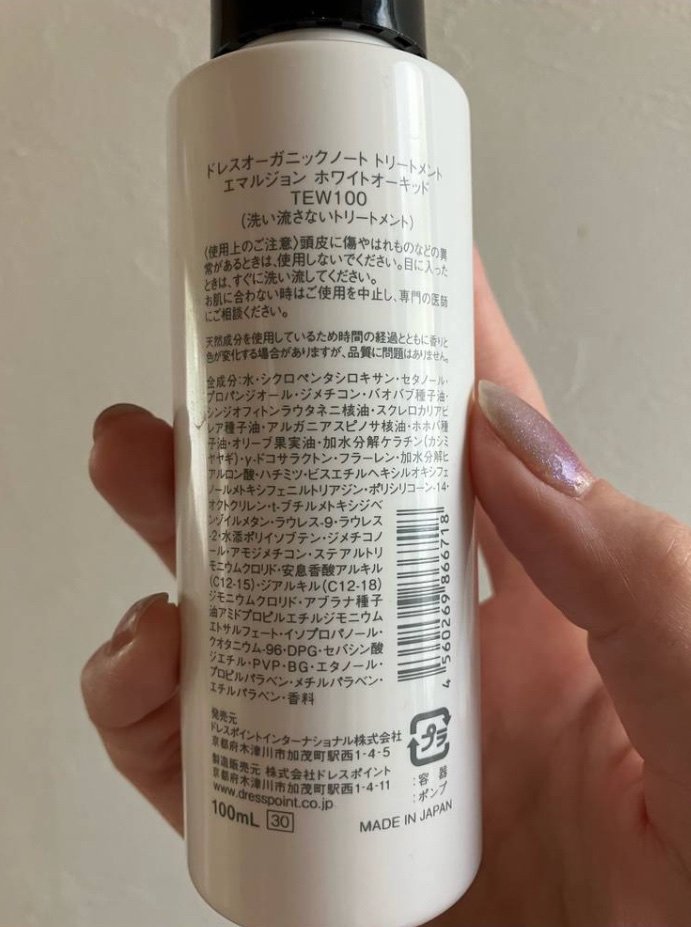 ドレスオーガニックノート トリートメント
エマルジョン ホワイトオーキッド
TEW100
(洗い流さないトリートメント)
〈使用上のご注意〉頭皮に傷やはれものなどの異
常があるときは、使用しないでください。目に入った
ときは、すぐに洗い流してください。
お肌に合わない時はご使用を中止し、専門の医師
にご相談ください。
天然成分を使用しているため時間の経過とともに香りと
色が変化する場合がありますが、品質に問題はありません。
全成分:水・シクロペンタシロキサン・セタノール・
プロパンジオール・ジメチコン・バオバブ種子油・
シンジオフィトンラウタネニ核油・スクレロカリアビ
レア種子油・アルガニアスピノサ核油・ホホバ種
子油・オリーブ果実油・加水分解ケラチン(カシミ
ヤヤギ)・γ-ドコサラクトン・フラーレン・加水分解ヒ
アルロン酸・ハチミツ・ビスエチルヘキシルオキシフェ
ノールメトキシフェニルトリアジン・ポリシリコーン-14・
オクトクリレン・t-ブチルメトキシジベ
ンゾイルメタン・ラウレス-9・ラウレス
-2・水添ポリイソブテン・ジメチコノ
ール・アモジメチコン・ステアルトリ
モニウムクロリド・安息香酸アルキル
(C12-15)・ジアルキル(C12-18)
ジモニウムクロリド・アブラナ種子
油アミドプロピルエチルジモニウム
エトサルフェート・イソプロパノール・
クオタニウム-96・DPG・セバシン酸
ジエチル・PVP・BG・エタノール・
プロピルパラベン・メチルパラベン・
エチルパラベン・香料
4 560269 866718
発売元
ドレスポイントインターナショナル株式会社
京都府木津川市加茂町駅西1-4-5
製造販売元 株式会社ドレスポイント
京都府木津川市加茂町駅西1-4-11
www.dresspoint.co.jp
100mL 30
プラ
:容器
:ポンプ
MADE IN JAPAN